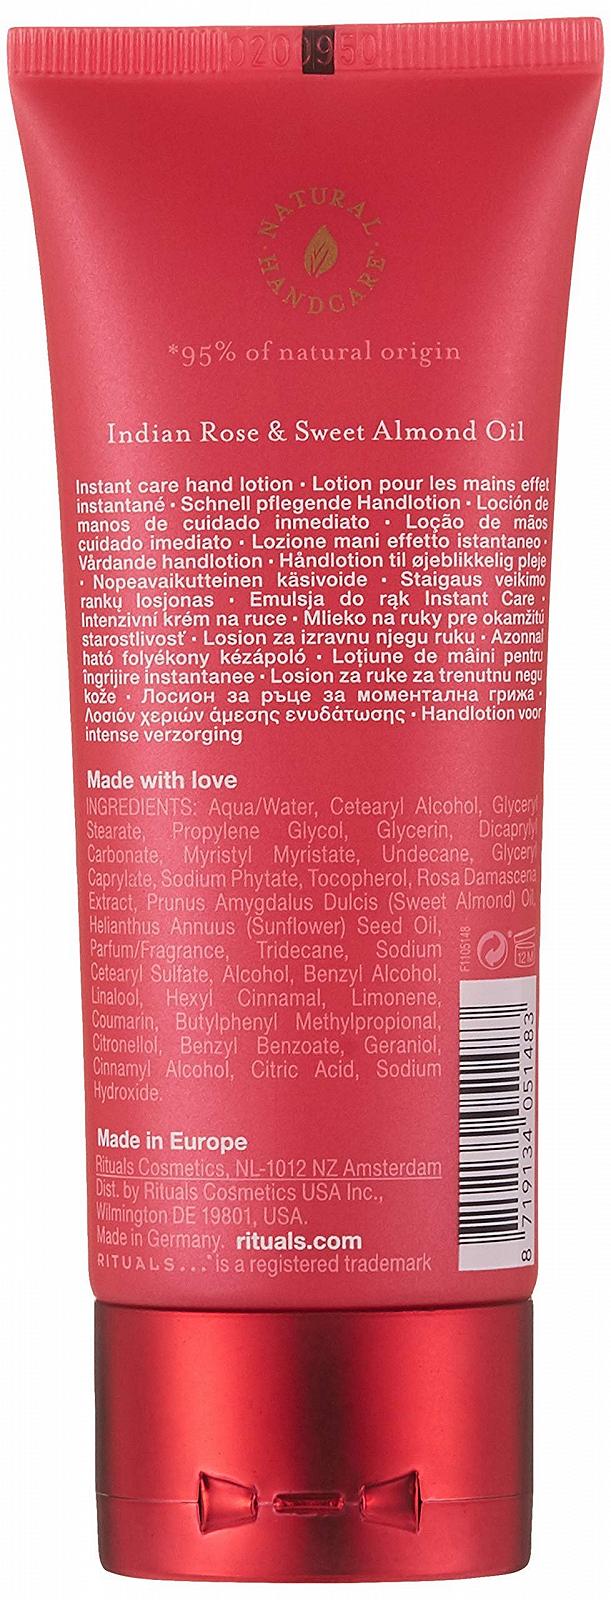 020950
NATURAL HANDCARE
*95% of natural origin
Indian Rose & Sweet Almond Oil
Instant care hand lotion • Lotion pour les mains effet
instantané • Schnell pflegende Handlotion • Loción de
manos de cuidado inmediato • Loção de mãos
cuidado imediato • Lozione mani effetto istantaneo •
Vårdande handlotion • Håndlotion til øjeblikkelig pleje
• Nopeavaikutteinen käsivoide • Staigaus veikimo
rankų losjonas • Emulsja do rąk Instant Care •
Intenzivní krém na ruce • Mlieko na ruky pre okamžitú
starostlivosť • Losion za izravnu njegu ruku • Azonnal
ható folyékony kézápoló • Loțiune de mâini pentru
îngrijire instantanee • Losion za ruke za trenutnu negu
kože • Лосион за ръце за моментална грижа •
Λοσιόν χεριών άμεσης ενυδάτωσης • Handlotion voor
intense verzorging
Made with love
INGREDIENTS: Aqua/Water, Cetearyl Alcohol, Glyceryl
Stearate, Propylene Glycol, Glycerin, Dicaprylyl
Carbonate, Myristyl Myristate, Undecane, Glyceryl
Caprylate, Sodium Phytate, Tocopherol, Rosa Damascena
Extract, Prunus Amygdalus Dulcis (Sweet Almond) Oil,
Helianthus Annuus (Sunflower) Seed Oil,
Parfum/Fragrance, Tridecane, Sodium
Cetearyl Sulfate, Alcohol, Benzyl Alcohol,
Linalool, Hexyl Cinnamal, Limonene,
Coumarin, Butylphenyl Methylpropional,
Citronellol, Benzyl Benzoate, Geraniol,
Cinnamyl Alcohol, Citric Acid, Sodium
Hydroxide.
F1105148
12 M
8 719134 051483
Made in Europe
Rituals Cosmetics, NL-1012 NZ Amsterdam
Dist. by Rituals Cosmetics USA Inc.,
Wilmington DE 19801, USA.
Made in Germany. rituals.com
RITUALS...® is a registered trademark